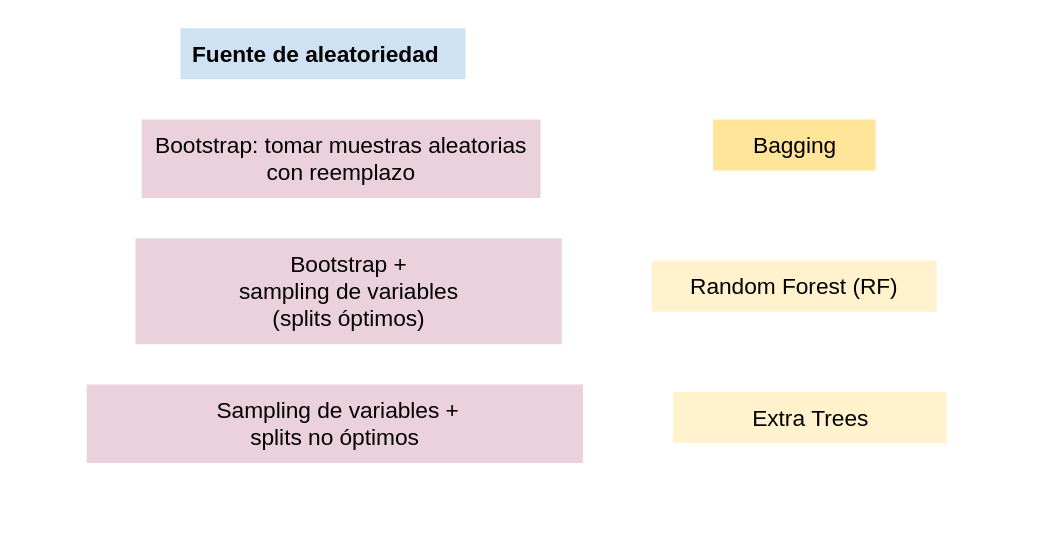 Fuente de aleatoriedad
Bootstrap: tomar muestras aleatorias
con reemplazo
Bagging
Bootstrap +
sampling de variables
(splits óptimos)
Random Forest (RF)
Sampling de variables +
splits no óptimos
Extra Trees